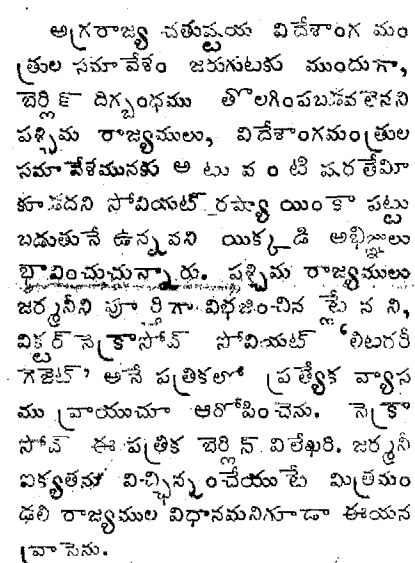 అగ్రరాజ్య చతుష్టయ విదేశాంగ మం
త్రుల సమావేశం జరుగుటకు ముందుగా,
బెర్లిన్ దిగ్బంధము తొలగింపబడవలెనని
పశ్చిమ రాజ్యములు, విదేశాంగమంత్రుల
సమావేశమునకు అటువంటి షరతేమీ
కూడదని సోవియట్ రష్యా యింకా పట్టు
బడుతునే ఉన్నవని యిక్కడి అభిజ్ఞులు
భావించుచున్నారు. పశ్చిమ రాజ్యములు
జర్మనీని పూర్తిగా విభజించిన ట్లేనని,
విక్టర్ నెక్రాసోవ్ సోవియట్ 'లిటగరీ
గెజెట్' అనే పత్రికలో ప్రత్యేక వ్యాస
ము వ్రాయుచూ ఆరోపించెను. నెక్రా
సోవ్ ఈ పత్రిక బెర్లిన్ విలేఖరి. జర్మనీ
ఐక్యతను విచ్ఛిన్నంచేయుటే మిత్రమం
డలి రాజ్యముల విధానమనిగూడా ఈయన
వ్రాసెను.